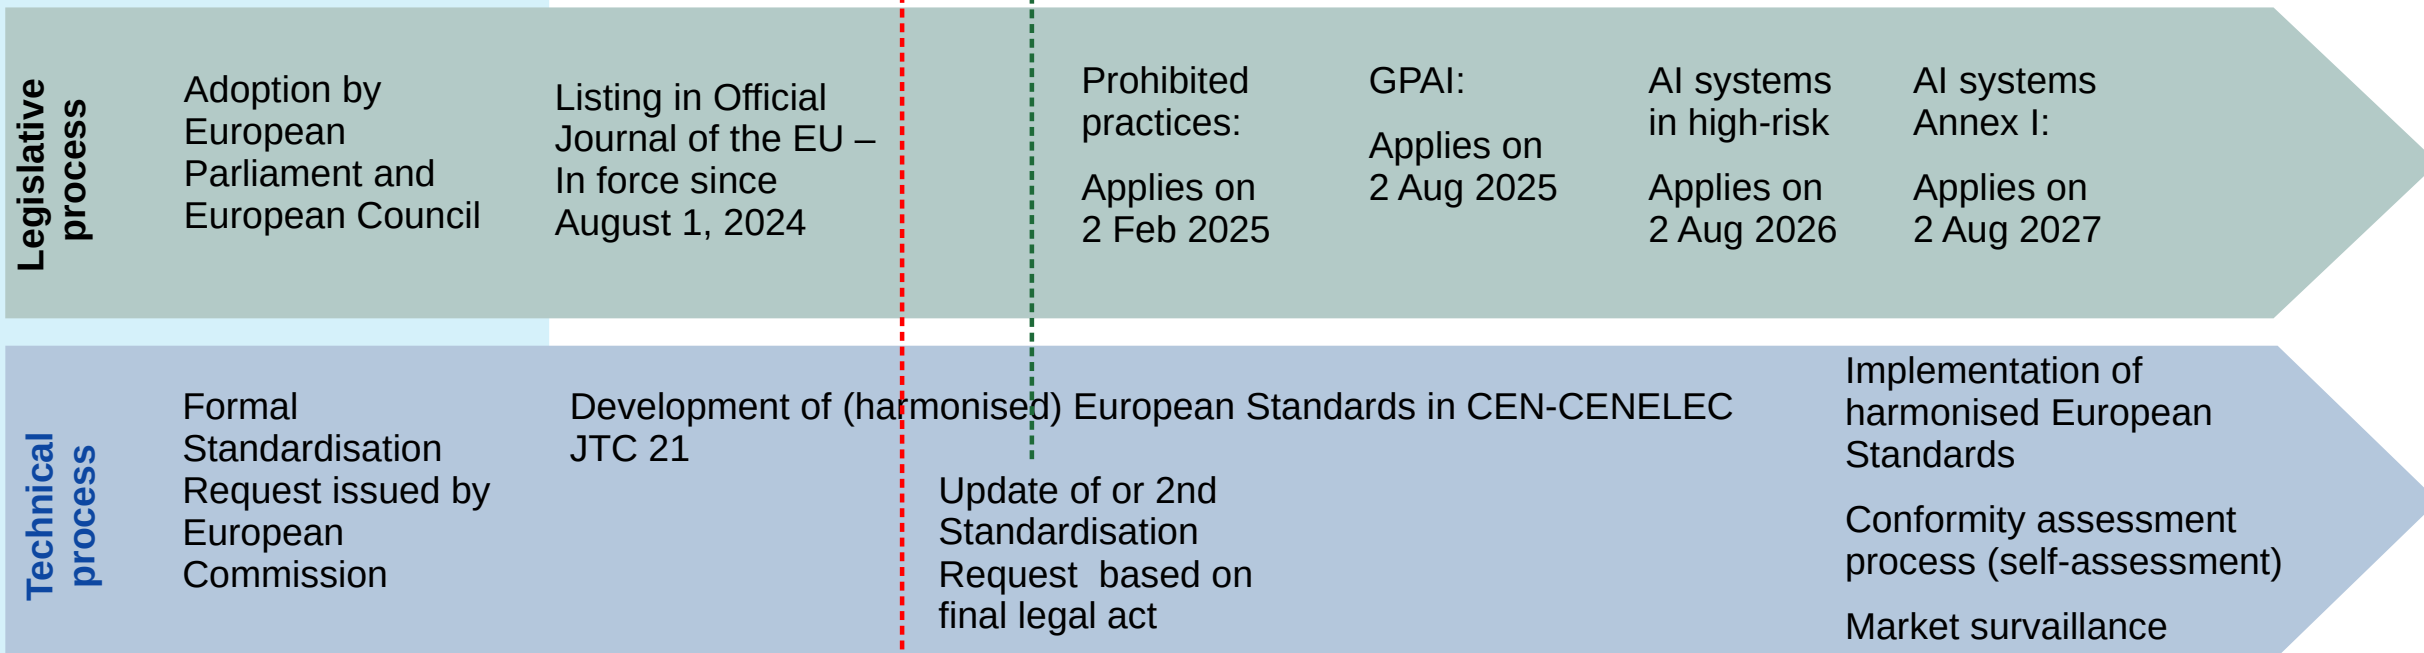 Legislative
process
Adoption by
European
Parliament and
European Council
Listing in Official
Journal of the EU –
In force since
August 1, 2024
Prohibited
practices:
Applies on
2 Feb 2025
GPAI:
Applies on
2 Aug 2025
AI systems
in high-risk
Applies on
2 Aug 2026
AI systems
Annex I:
Applies on
2 Aug 2027
Technical
process
Formal
Standardisation
Request issued by
European
Commission
Development of (harmonised) European Standards in CEN-CENELEC
JTC 21
Update of or 2nd
Standardisation
Request  based on
final legal act
Implementation of
harmonised European
Standards
Conformity assessment
process (self-assessment)
Market survaillance